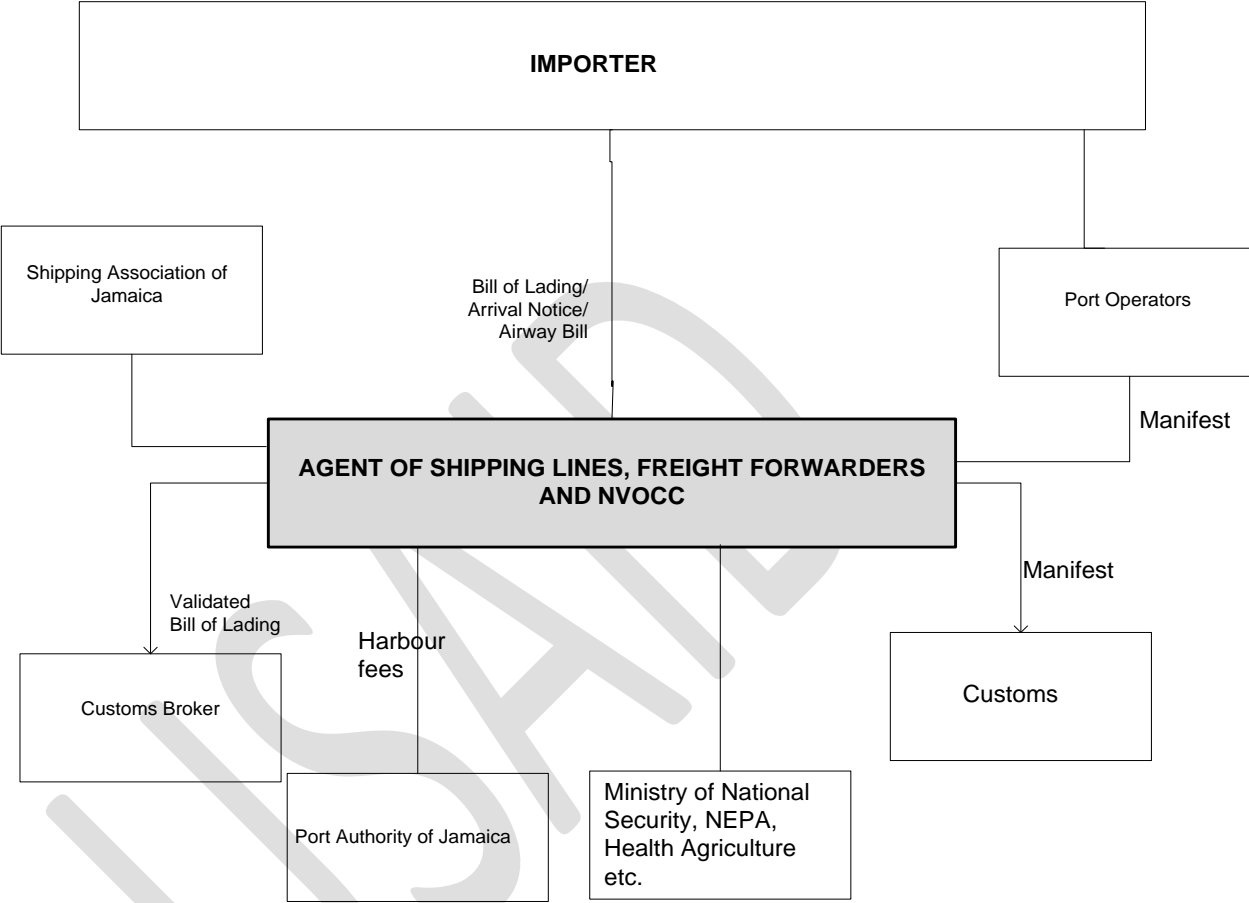 IMPORTER
Shipping Association of
Jamaica
Bill of Lading/
Arrival Notice/
Airway Bill
Port Operators
Manifest
AGENT OF SHIPPING LINES, FREIGHT FORWARDERS
AND NVOCC
Validated
Bill of Lading
Harbour
fees
Manifest
Customs Broker
Customs
Port Authority of Jamaica
Ministry of National
Security, NEPA,
Health Agriculture
etc.
USAID